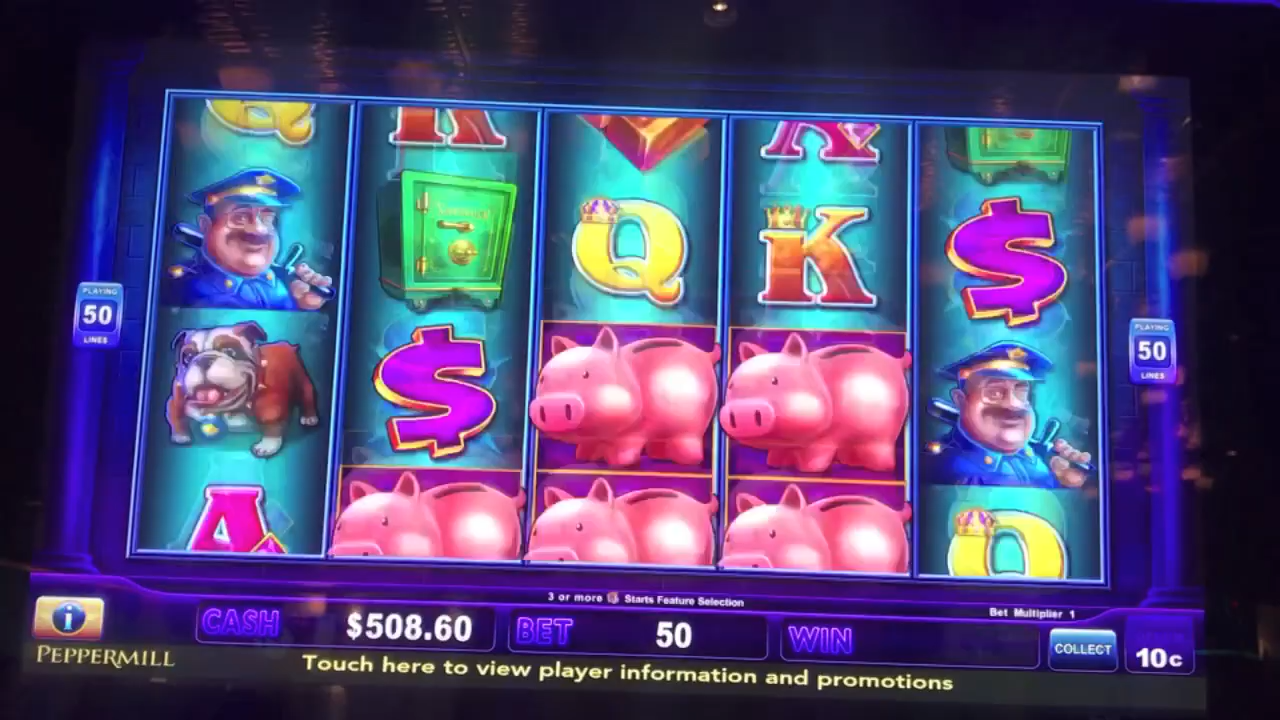 Q
K
A
Q
K
PLAYING
50
LINES
PLAYING
50
LINES
A
Q
3 or more Starts Feature Selection
Bet Multiplier 1
CASH $508.60 BET 50 WIN COLLECT 10c
PEPPERMILL
Touch here to view player information and promotions